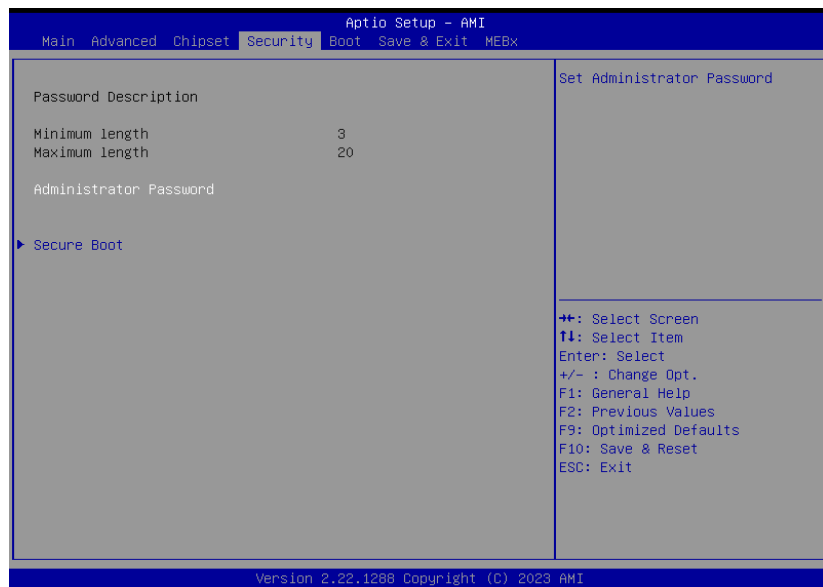 Aptio Setup – AMI
Main Advanced Chipset Security Boot Save & Exit MEBx
Password Description
Minimum length 3
Maximum length 20
Administrator Password
Secure Boot
Set Administrator Password
→←: Select Screen
↑↓: Select Item
Enter: Select
+/- : Change Opt.
F1: General Help
F2: Previous Values
F9: Optimized Defaults
F10: Save & Reset
ESC: Exit
Version 2.22.1288 Copyright (C) 2023 AMI